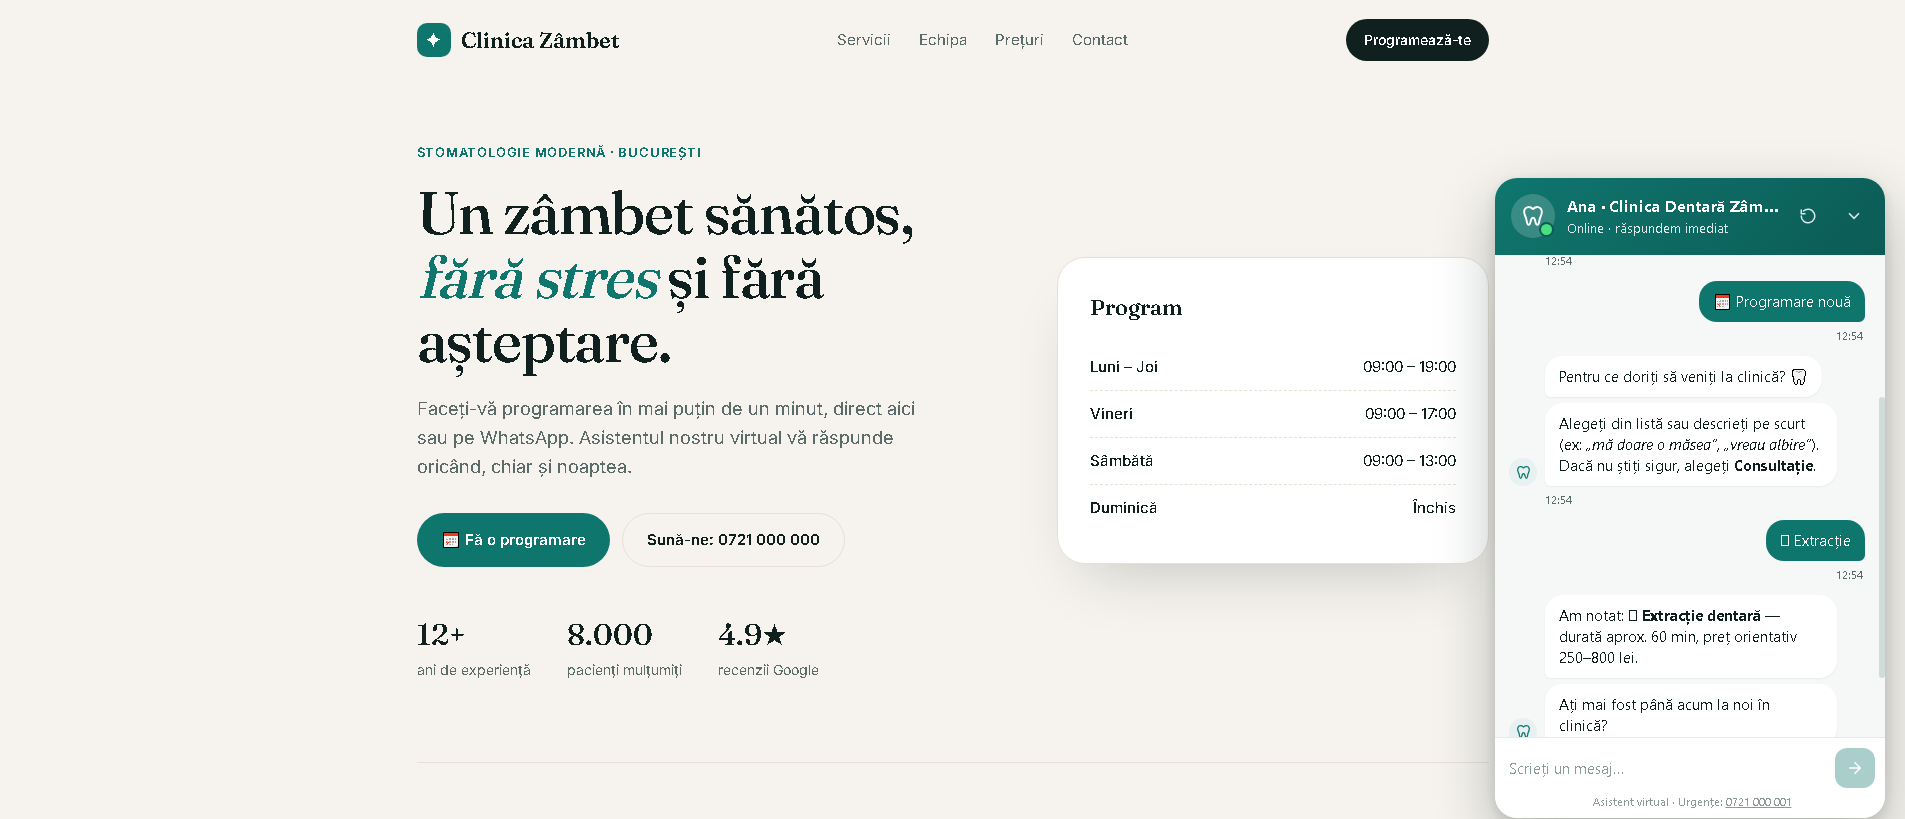 Clinica Zâmbet
Servicii
Echipa
Prețuri
Contact
Programează-te
STOMATOLOGIE MODERNĂ · BUCUREȘTI
Un zâmbet sănătos,
fără stres și fără
așteptare.
Faceți-vă programarea în mai puțin de un minut, direct aici
sau pe WhatsApp. Asistentul nostru virtual vă răspunde
oricând, chiar și noaptea.
📅 Fă o programare
Sună-ne: 0721 000 000
12+
ani de experiență
8.000
pacienți mulțumiți
4.9★
recenzii Google
Program
Luni – Joi 09:00 – 19:00
Vineri 09:00 – 17:00
Sâmbătă 09:00 – 13:00
Duminică Închis
Ana · Clinica Dentară Zâm...
Online · răspundem imediat
12:54
📅 Programare nouă
12:54
Pentru ce doriți să veniți la clinică? 🦷
Alegeți din listă sau descrieți pe scurt
(ex: „mă doare o măsea”, „vreau albire”).
Dacă nu știți sigur, alegeți Consultație.
12:54
▯ Extracție
12:54
Am notat: ▯ Extracție dentară —
durată aprox. 60 min, preț orientativ
250–800 lei.
Ați mai fost până acum la noi în
clinică?
Scrieți un mesaj...
Asistent virtual · Urgențe: 0721 000 001